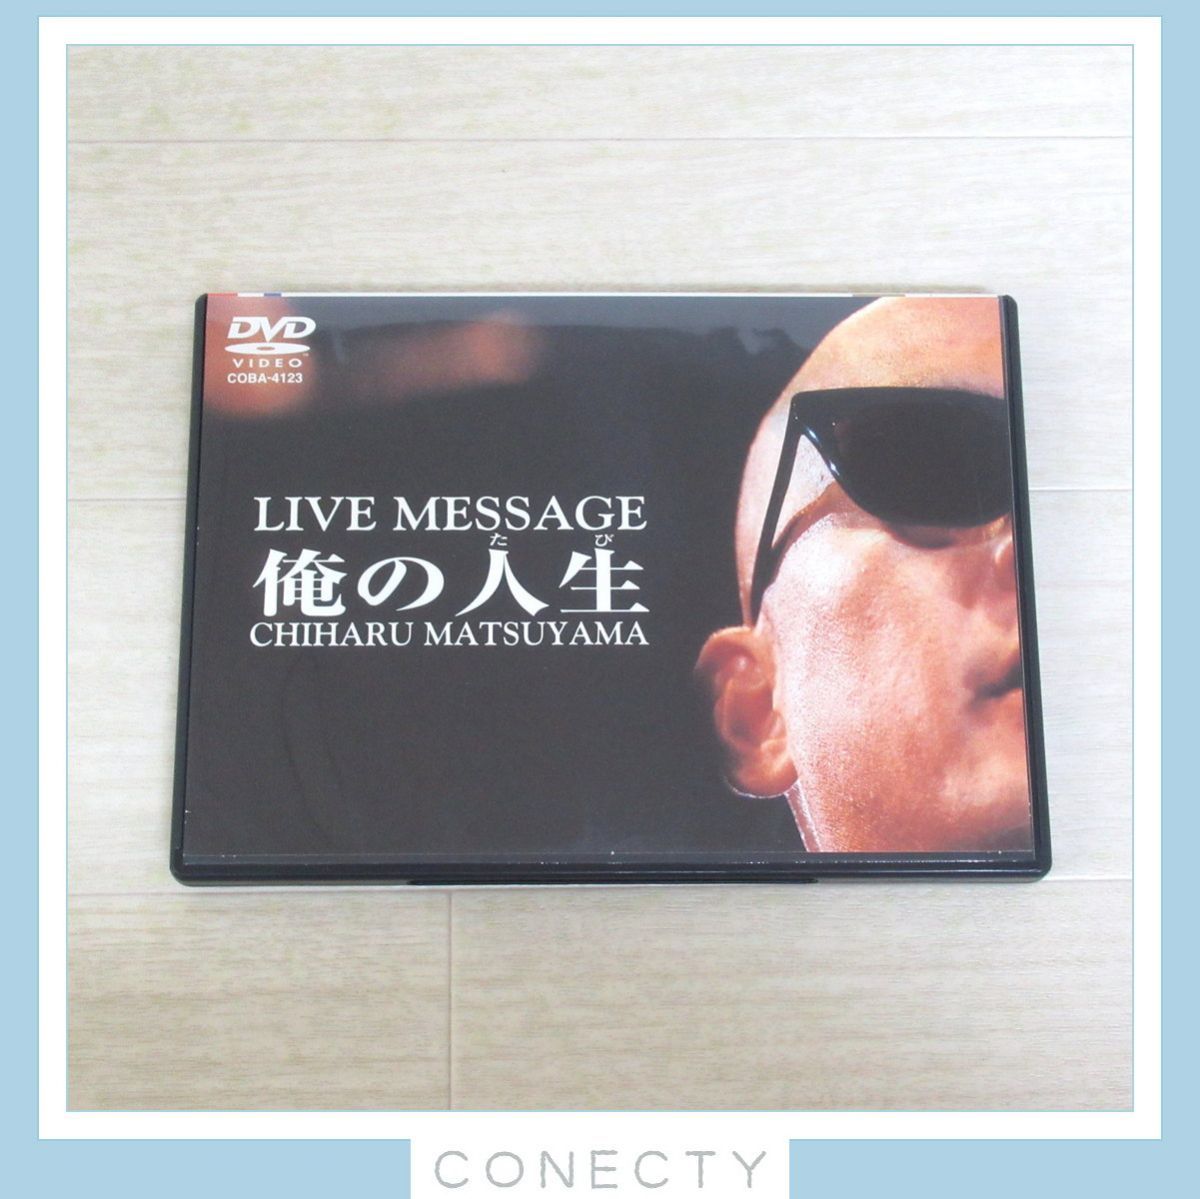 DVD
VIDEO
COBA-4123
LIVE MESSAGE
たび
俺の人生
CHIHARU MATSUYAMA
CONECTY